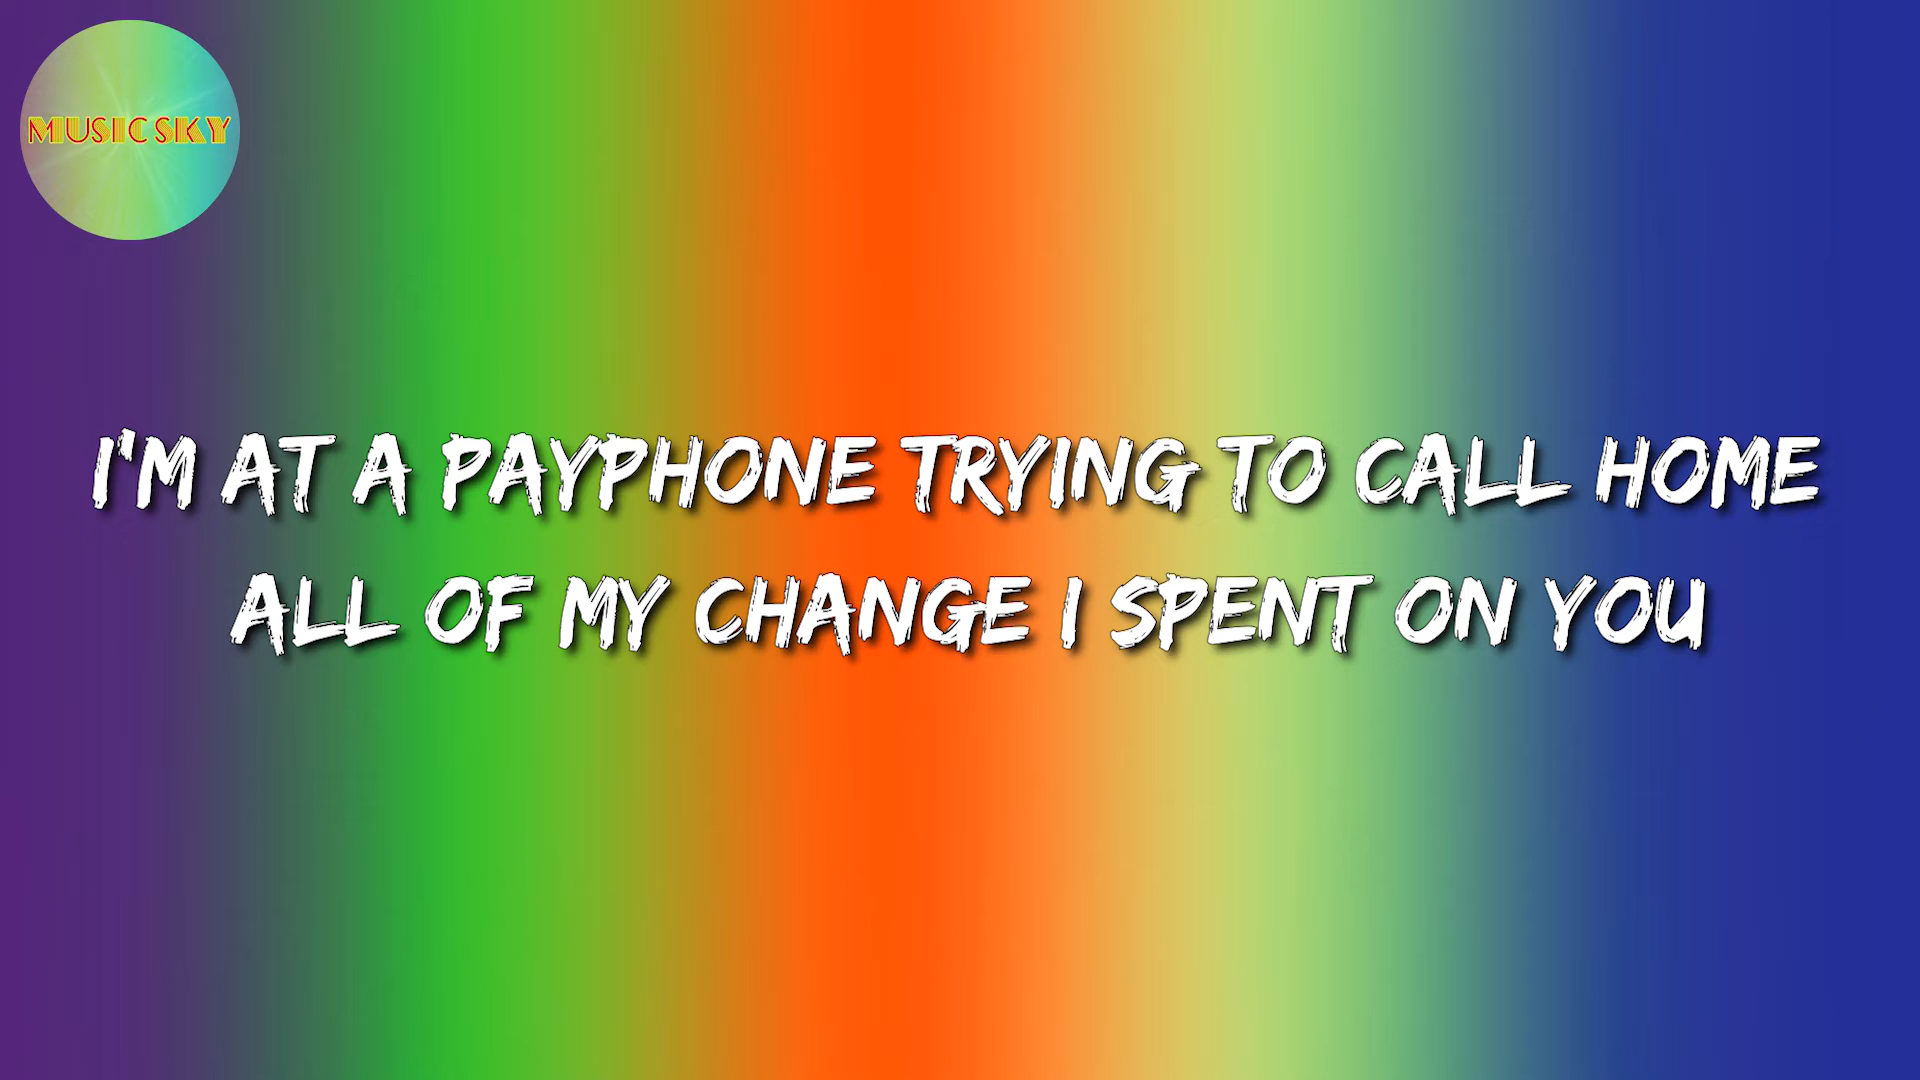 MUSIC SKY
I'M AT A PAYPHONE TRYING TO CALL HOME
ALL OF MY CHANGE I SPENT ON YOU